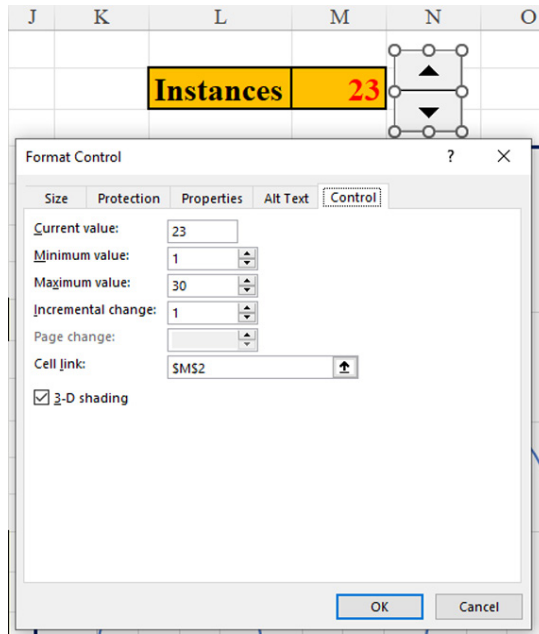 J K L M N O
Instances 23
Format Control ?
Size Protection Properties Alt Text Control
Current value: 23
Minimum value: 1
Maximum value: 30
Incremental change: 1
Page change:
Cell link: $M$2
3-D shading
OK Cancel